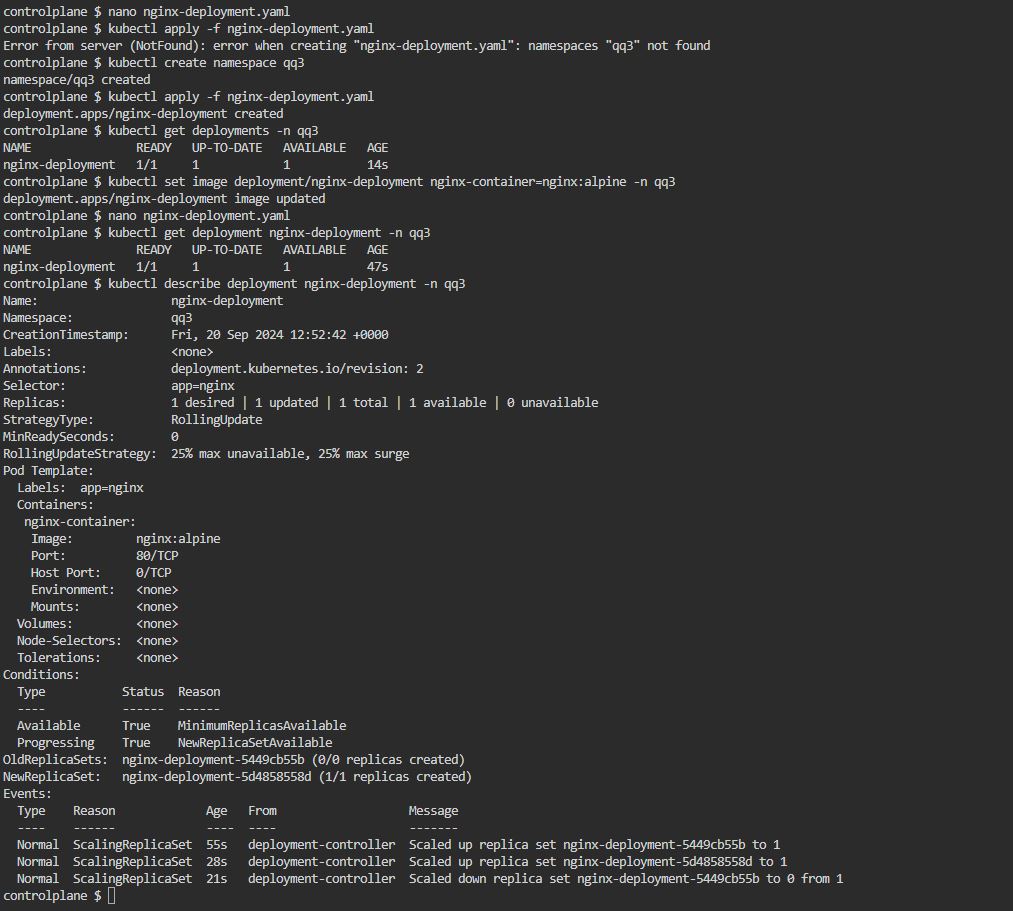 controlplane $ nano nginx-deployment.yaml
controlplane $ kubectl apply -f nginx-deployment.yaml
Error from server (NotFound): error when creating "nginx-deployment.yaml": namespaces "qq3" not found
controlplane $ kubectl create namespace qq3
namespace/qq3 created
controlplane $ kubectl apply -f nginx-deployment.yaml
deployment.apps/nginx-deployment created
controlplane $ kubectl get deployments -n qq3
NAME               READY   UP-TO-DATE   AVAILABLE   AGE
nginx-deployment   1/1     1            1           14s
controlplane $ kubectl set image deployment/nginx-deployment nginx-container=nginx:alpine -n qq3
deployment.apps/nginx-deployment image updated
controlplane $ nano nginx-deployment.yaml
controlplane $ kubectl get deployment nginx-deployment -n qq3
NAME               READY   UP-TO-DATE   AVAILABLE   AGE
nginx-deployment   1/1     1            1           47s
controlplane $ kubectl describe deployment nginx-deployment -n qq3
Name:                   nginx-deployment
Namespace:              qq3
CreationTimestamp:      Fri, 20 Sep 2024 12:52:42 +0000
Labels:                 <none>
Annotations:            deployment.kubernetes.io/revision: 2
Selector:               app=nginx
Replicas:               1 desired | 1 updated | 1 total | 1 available | 0 unavailable
StrategyType:           RollingUpdate
MinReadySeconds:        0
RollingUpdateStrategy:  25% max unavailable, 25% max surge
Pod Template:
  Labels:  app=nginx
  Containers:
   nginx-container:
    Image:         nginx:alpine
    Port:          80/TCP
    Host Port:     0/TCP
    Environment:   <none>
    Mounts:        <none>
  Volumes:         <none>
  Node-Selectors:  <none>
  Tolerations:     <none>
Conditions:
  Type           Status  Reason
  ----           ------  ------
  Available      True    MinimumReplicasAvailable
  Progressing    True    NewReplicaSetAvailable
OldReplicaSets:  nginx-deployment-5449cb55b (0/0 replicas created)
NewReplicaSet:   nginx-deployment-5d4858558d (1/1 replicas created)
Events:
  Type    Reason             Age   From                   Message
  ----    ------             ----  ----                   -------
  Normal  ScalingReplicaSet  55s   deployment-controller  Scaled up replica set nginx-deployment-5449cb55b to 1
  Normal  ScalingReplicaSet  28s   deployment-controller  Scaled up replica set nginx-deployment-5d4858558d to 1
  Normal  ScalingReplicaSet  21s   deployment-controller  Scaled down replica set nginx-deployment-5449cb55b to 0 from 1
controlplane $